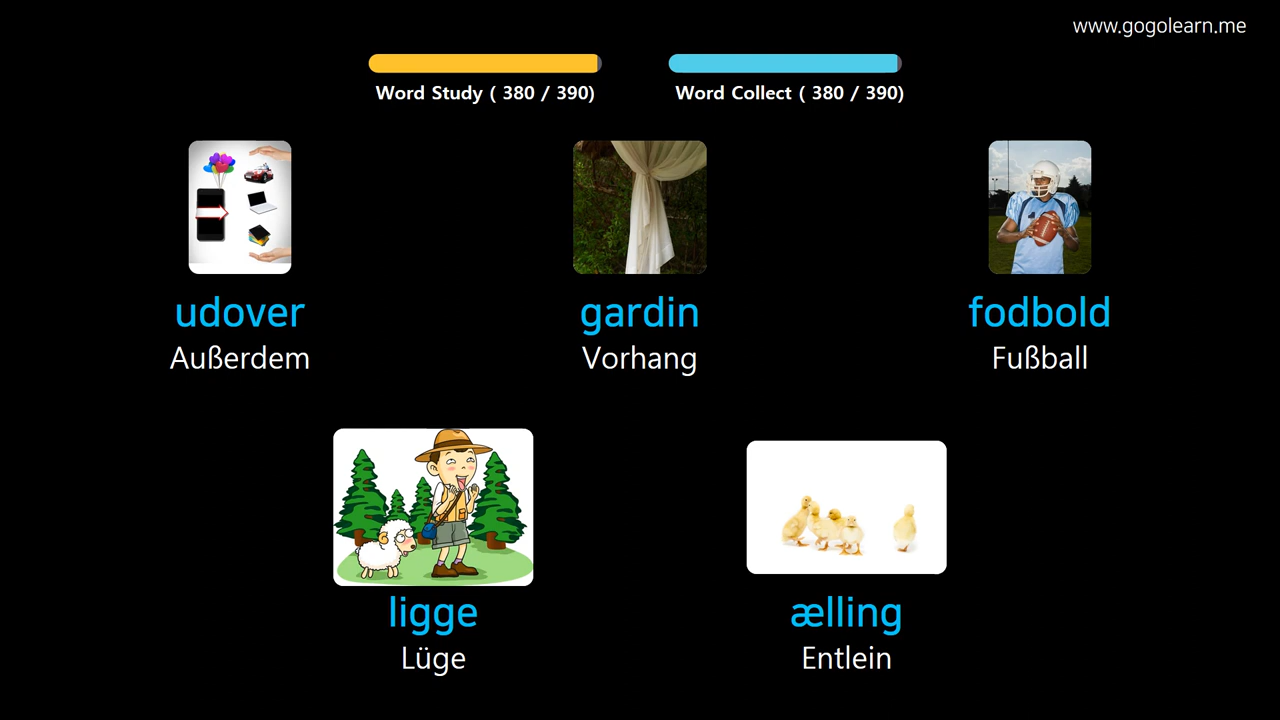 www.gogolearn.me
Word Study ( 380 / 390)
Word Collect ( 380 / 390)
udover
Außerdem
gardin
Vorhang
fodbold
Fußball
ligge
Lüge
ælling
Entlein